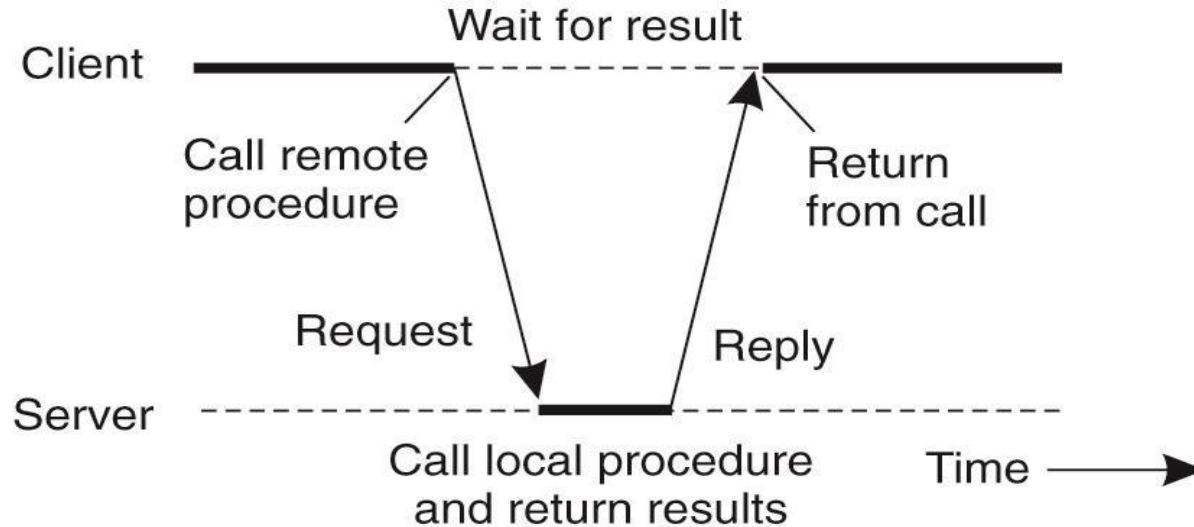 Wait for result
Client
Call remote
procedure
Return
from call
Request
Reply
Server
Call local procedure
and return results
Time